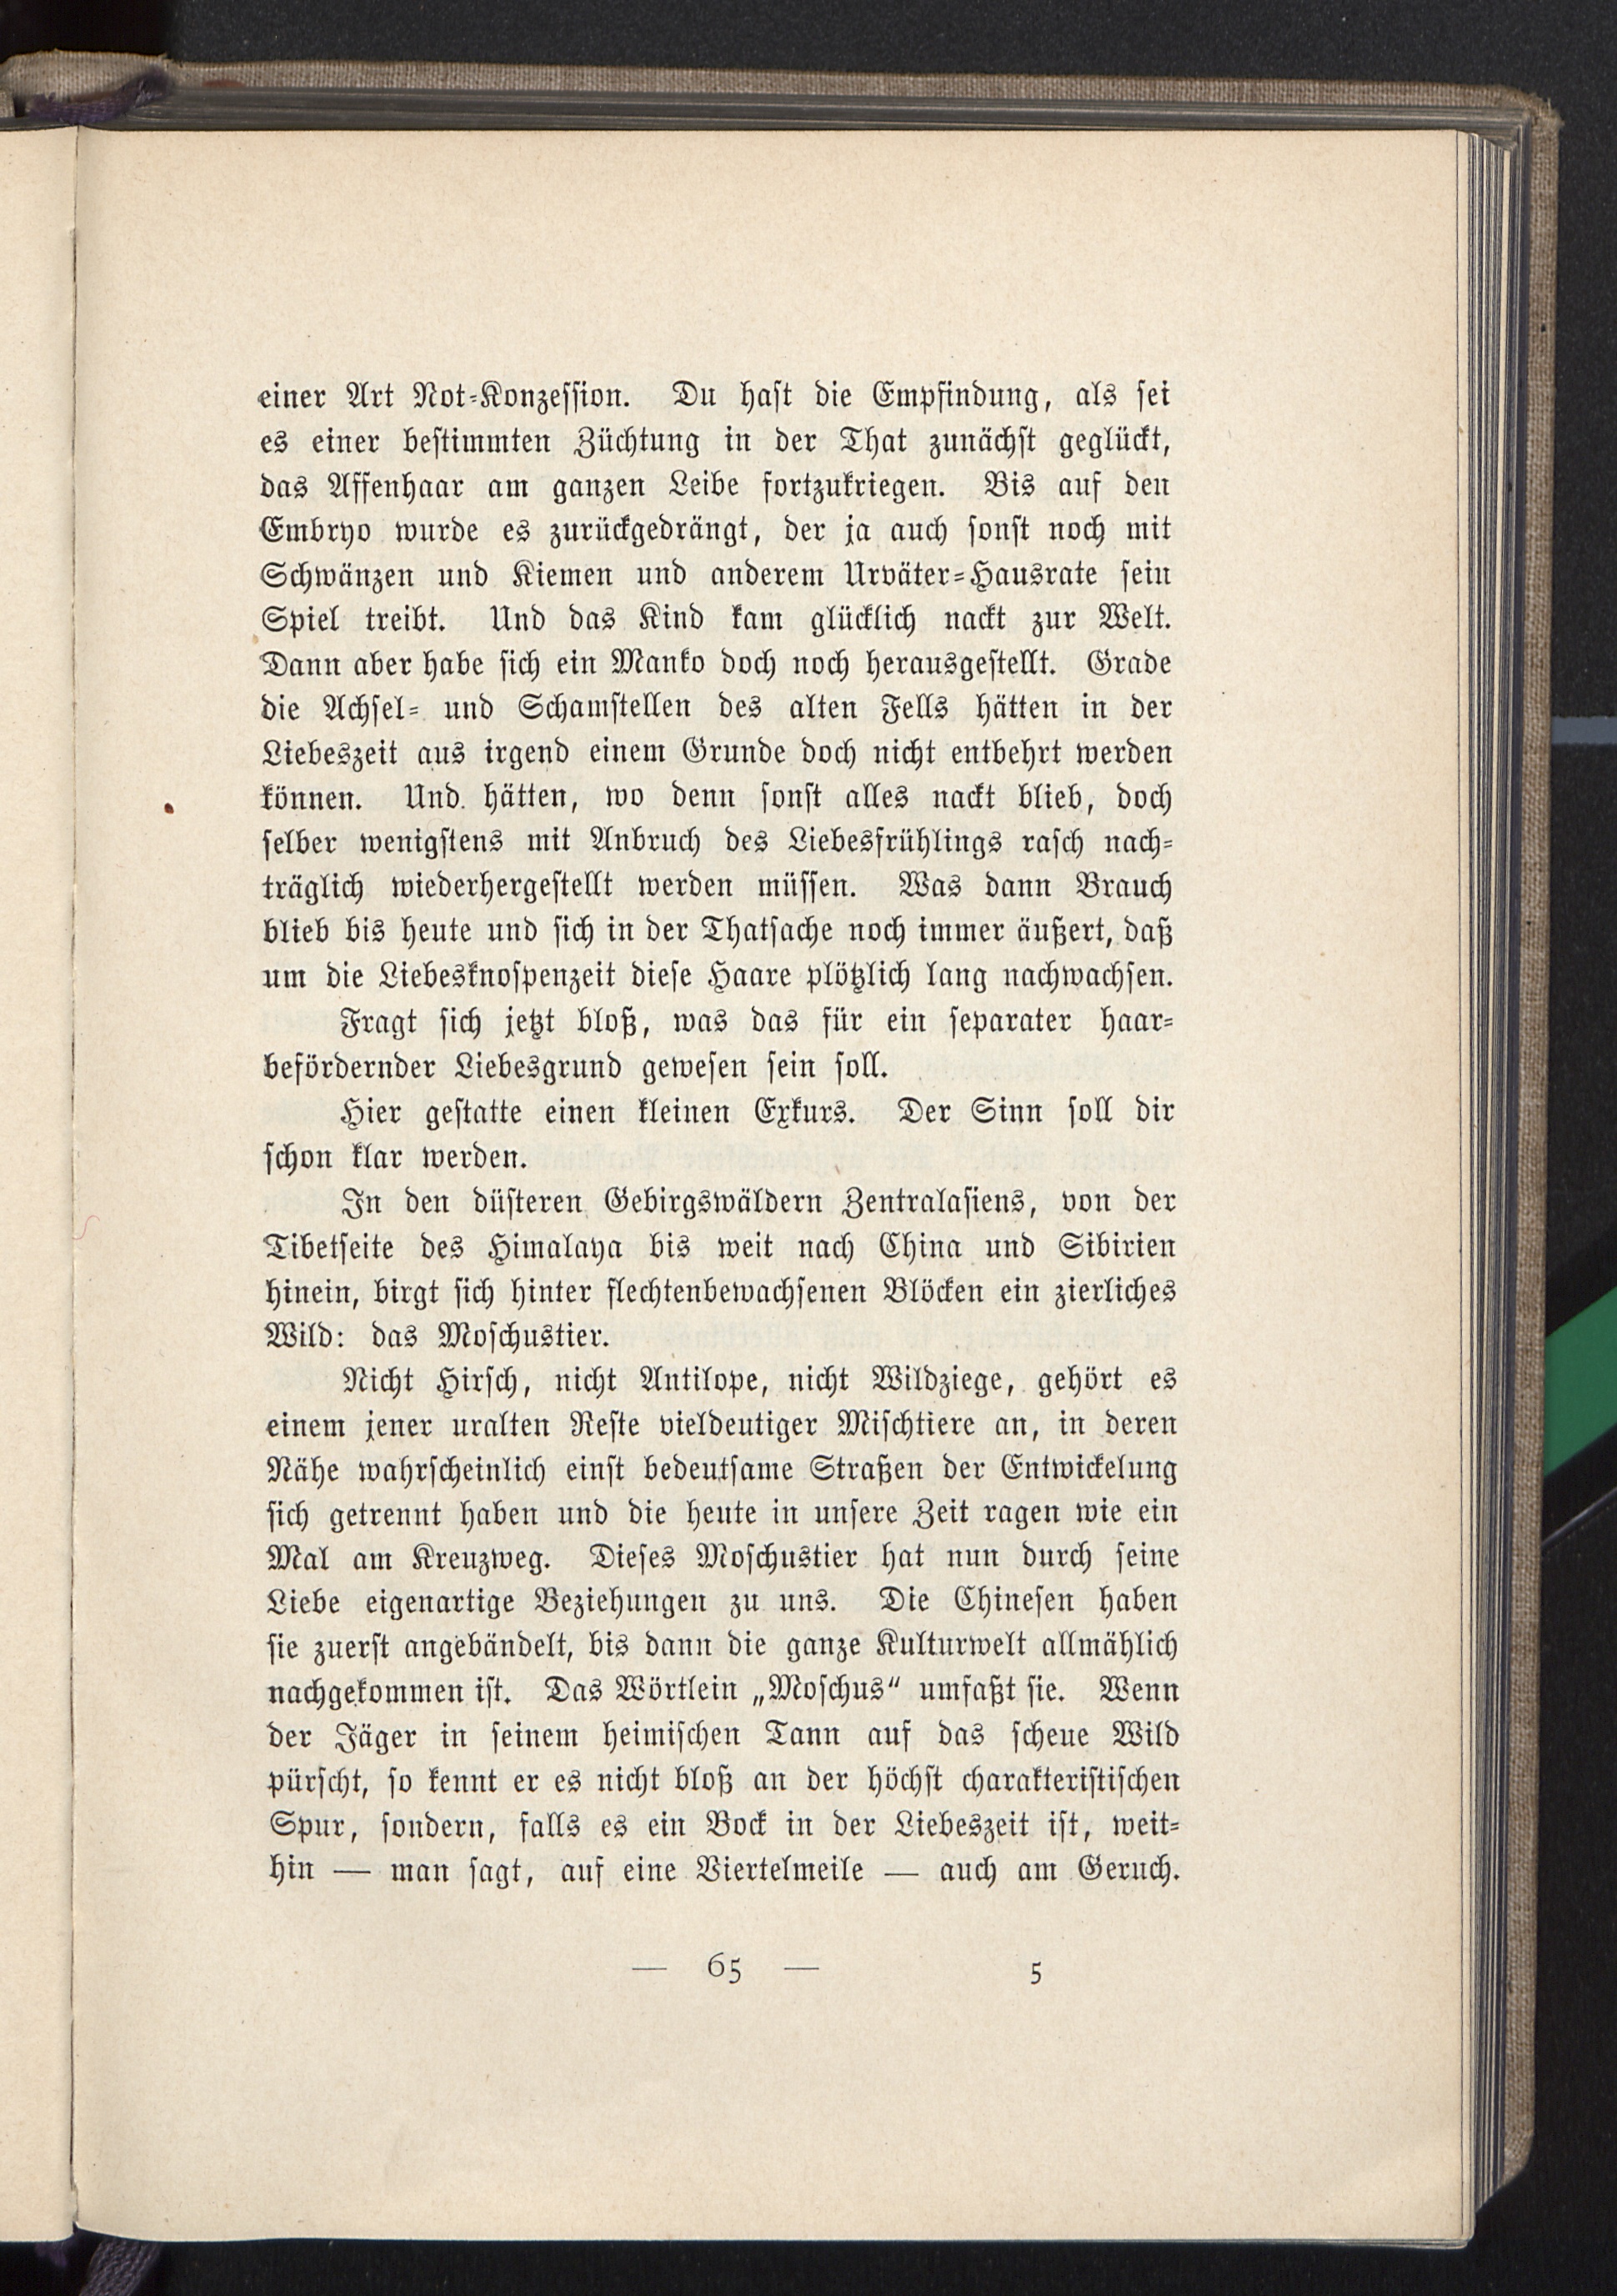 einer Art Not-Konzession. Du hast die Empfindung, als sei
es einer bestimmten Züchtung in der That zunächst geglückt,
das Affenhaar am ganzen Leibe fortzukriegen. Bis auf den
Embryo wurde es zurückgedrängt, der ja auch sonst noch mit
Schwänzen und Kiemen und anderem Urväter-Hausrate sein
Spiel treibt. Und das Kind kam glücklich nackt zur Welt.
Dann aber habe sich ein Manko doch noch herausgestellt. Grade
die Achsel- und Schamstellen des alten Fells hätten in der
Liebeszeit aus irgend einem Grunde doch nicht entbehrt werden
können. Und hätten, wo denn sonst alles nackt blieb, doch
selber wenigstens mit Anbruch des Liebesfrühlings rasch nach-
träglich wiederhergestellt werden müssen. Was dann Brauch
blieb bis heute und sich in der Thatsache noch immer äußert, daß
um die Liebesknospenzeit diese Haare plötzlich lang nachwachsen.
Fragt sich jetzt bloß, was das für ein separater haar-
befördernder Liebesgrund gewesen sein soll.
Hier gestatte einen kleinen Exkurs. Der Sinn soll dir
schon klar werden.
In den düsteren Gebirgswäldern Zentralasiens, von der
Tibetseite des Himalaya bis weit nach China und Sibirien
hinein, birgt sich hinter flechtenbewachsenen Blöcken ein zierliches
Wild: das Moschustier.
Nicht Hirsch, nicht Antilope, nicht Wildziege, gehört es
einem jener uralten Reste vieldeutiger Mischtiere an, in deren
Nähe wahrscheinlich einst bedeutsame Straßen der Entwickelung
sich getrennt haben und die heute in unsere Zeit ragen wie ein
Mal am Kreuzweg. Dieses Moschustier hat nun durch seine
Liebe eigenartige Beziehungen zu uns. Die Chinesen haben
sie zuerst angebändelt, bis dann die ganze Kulturwelt allmählich
nachgekommen ist. Das Wörtlein „Moschus“ umfaßt sie. Wenn
der Jäger in seinem heimischen Tann auf das scheue Wild
pürscht, so kennt er es nicht bloß an der höchst charakteristischen
Spur, sondern, falls es ein Bock in der Liebeszeit ist, weit-
hin — man sagt, auf eine Viertelmeile — auch am Geruch.
— 65 — 5